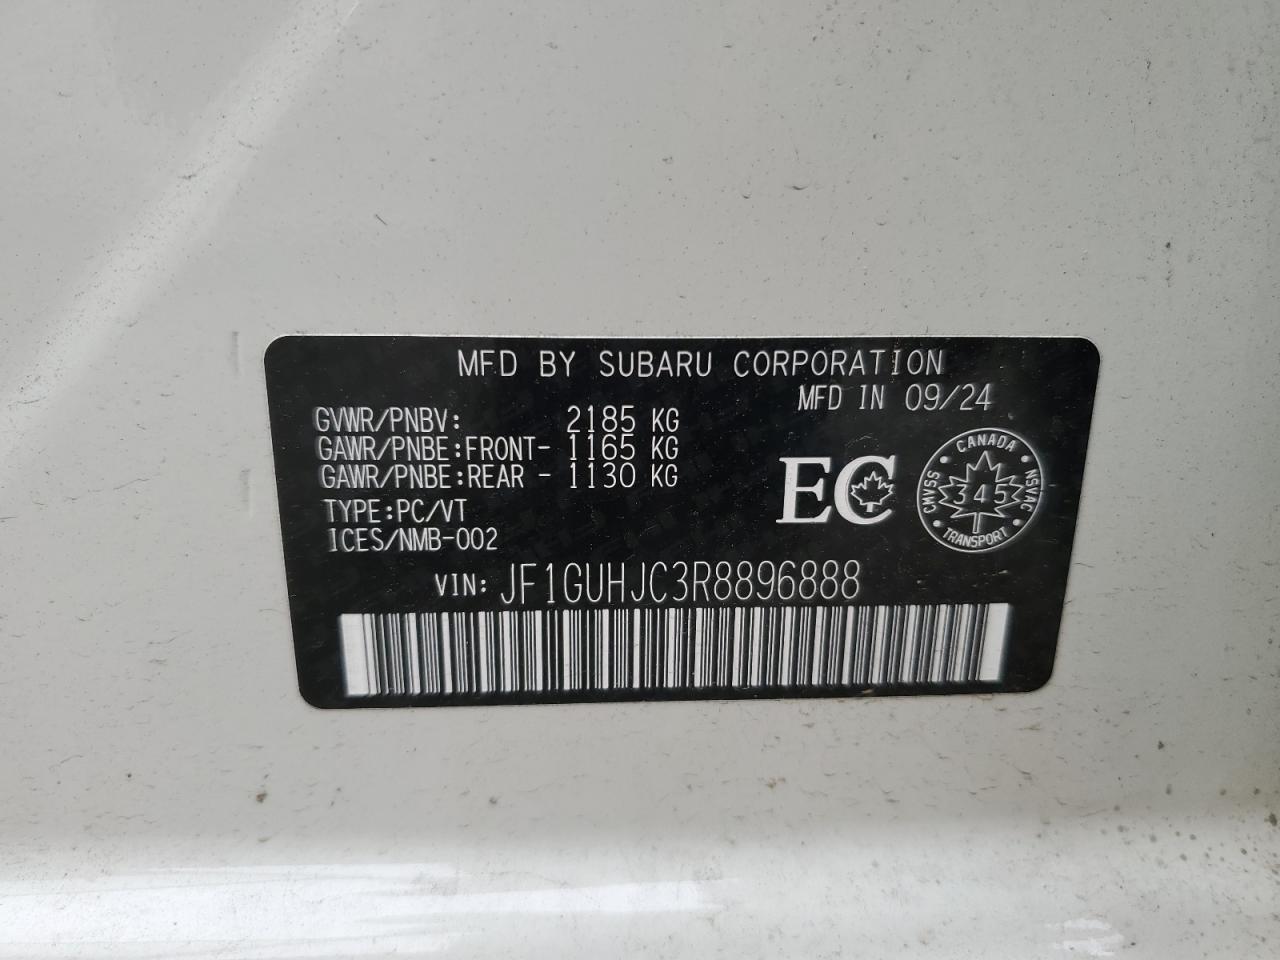 MFD BY SUBARU CORPORATION
MFD IN 09/24
GVWR/PNBV: 2185 KG
GAWR/PNBE:FRONT- 1165 KG
GAWR/PNBE:REAR - 1130 KG
TYPE:PC/VT
ICES/NMB-002
EC
CANADA
CMVSS 345 NSVAC
TRANSPORT
VIN: JF1GUHJC3R8896888